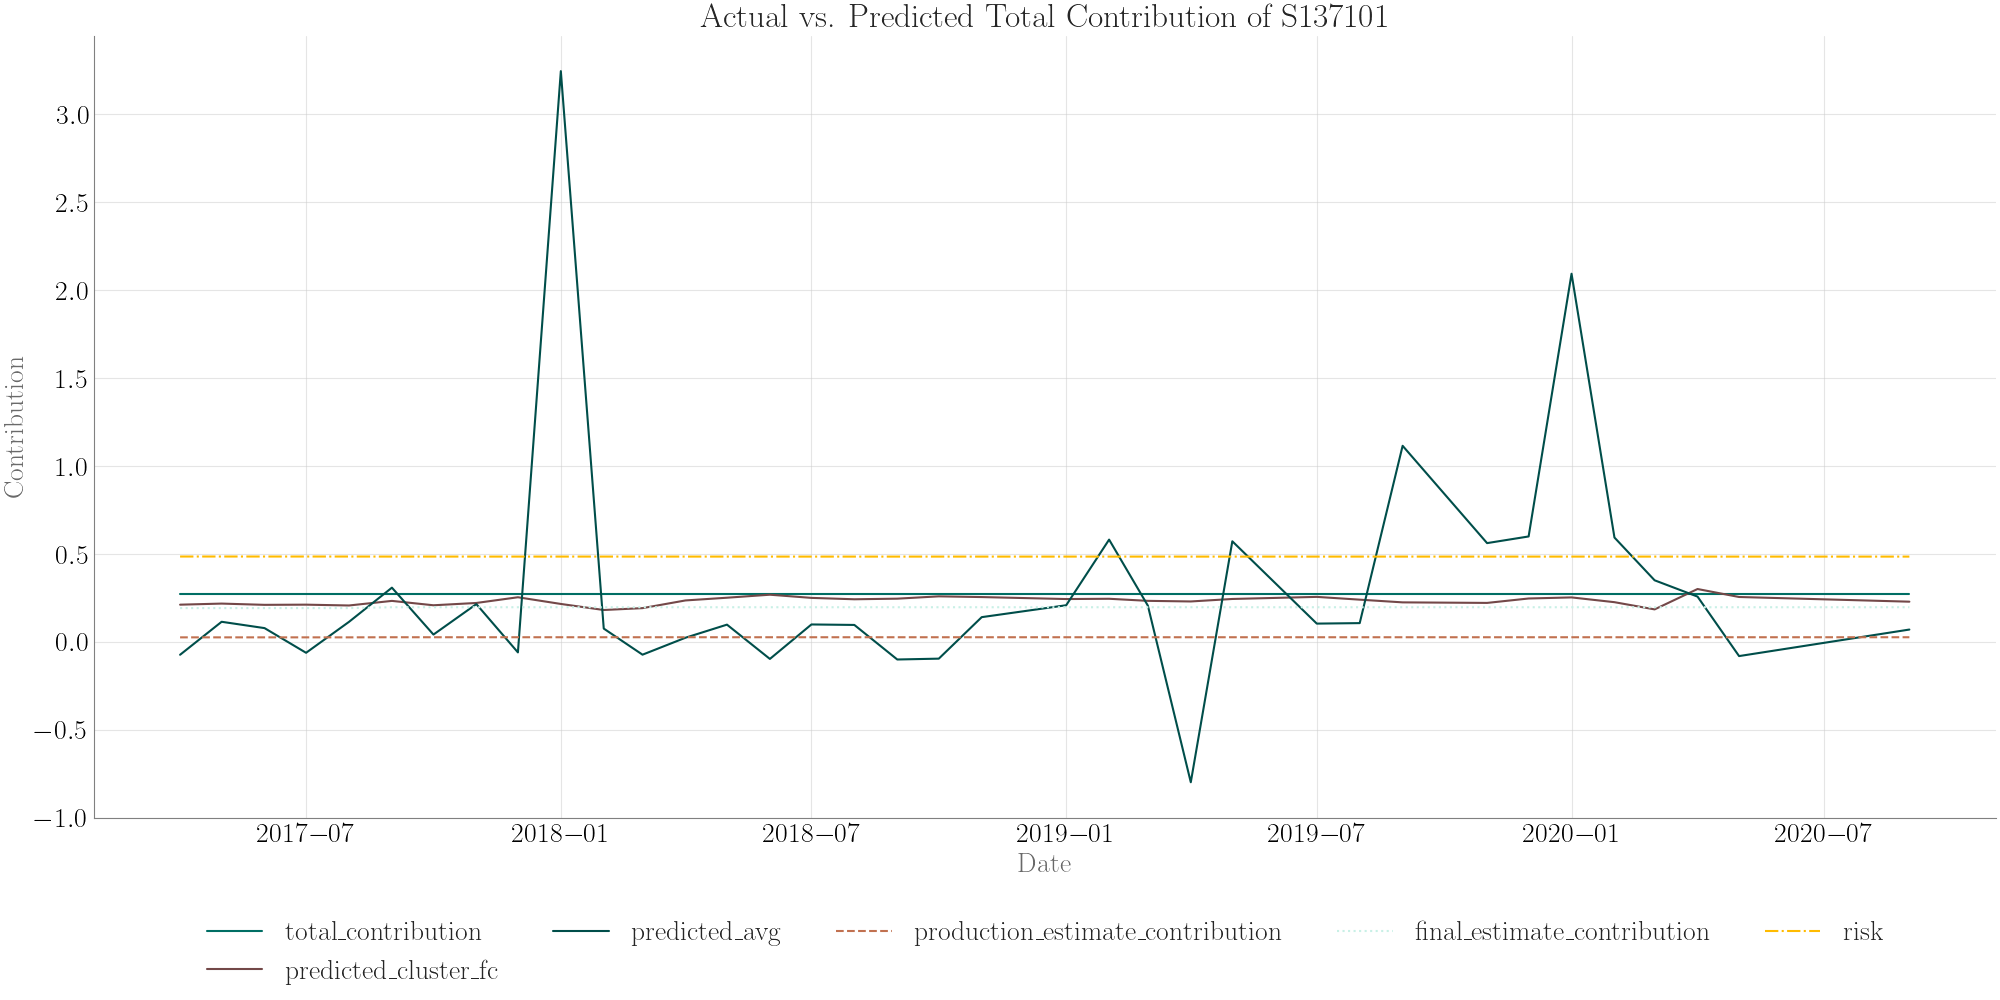 Actual vs. Predicted Total Contribution of S137101
Contribution
3.0
2.5
2.0
1.5
1.0
0.5
0.0
−0.5
−1.0
2017−07 2018−01 2018−07 2019−01 2019−07 2020−01 2020−07
Date
total_contribution predicted_avg production_estimate_contribution final_estimate_contribution risk
predicted_cluster_fc